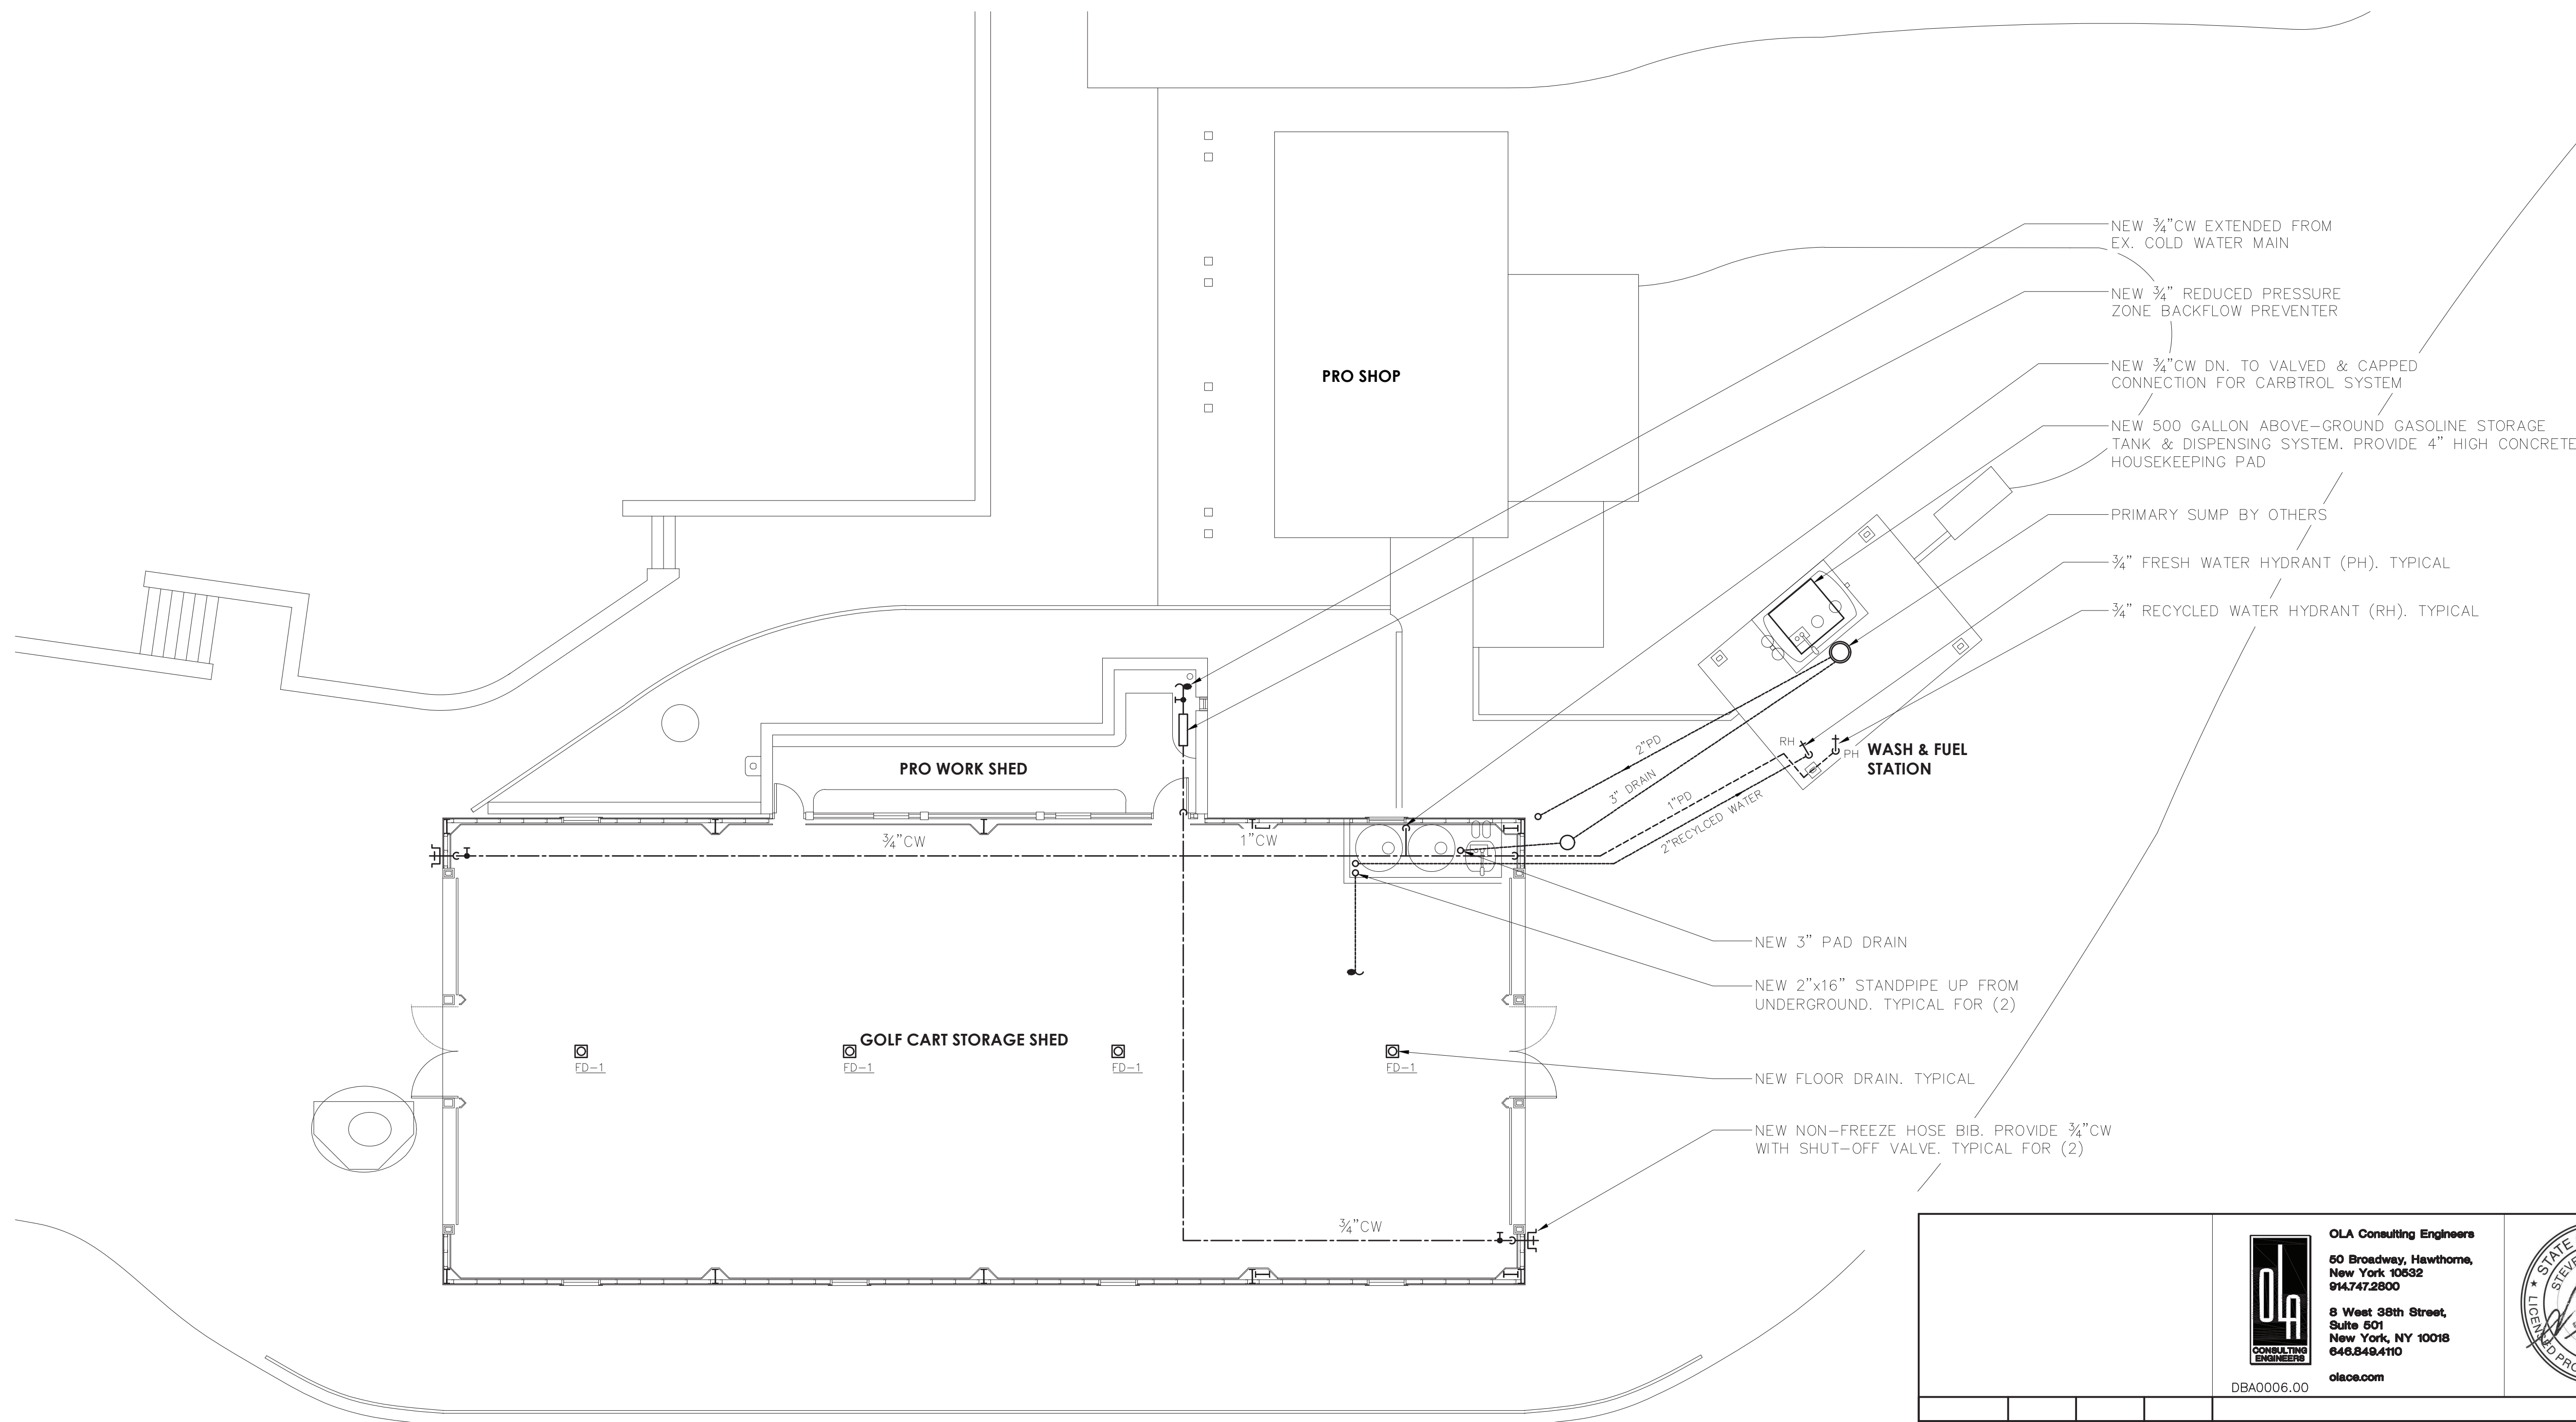 NEW ¾"CW EXTENDED FROM
EX. COLD WATER MAIN
NEW ¾" REDUCED PRESSURE
ZONE BACKFLOW PREVENTER
NEW ¾"CW DN. TO VALVED & CAPPED
CONNECTION FOR CARBTROL SYSTEM
NEW 500 GALLON ABOVE-GROUND GASOLINE STORAGE
TANK & DISPENSING SYSTEM. PROVIDE 4" HIGH CONCRETE
HOUSEKEEPING PAD
PRIMARY SUMP BY OTHERS
¾" FRESH WATER HYDRANT (PH). TYPICAL
¾" RECYCLED WATER HYDRANT (RH). TYPICAL
PRO SHOP
PRO WORK SHED
RH
PH
WASH & FUEL
STATION
2"PD
3" DRAIN
1"PD
2"RECYLCED WATER
¾"CW
1"CW
NEW 3" PAD DRAIN
NEW 2"x16" STANDPIPE UP FROM
UNDERGROUND. TYPICAL FOR (2)
GOLF CART STORAGE SHED
FD-1
FD-1
FD-1
FD-1
NEW FLOOR DRAIN. TYPICAL
NEW NON-FREEZE HOSE BIB. PROVIDE ¾"CW
WITH SHUT-OFF VALVE. TYPICAL FOR (2)
¾"CW
OLA
CONSULTING
ENGINEERS
DBA0006.00
OLA Consulting Engineers
50 Broadway, Hawthorne,
New York 10532
914.747.2800
8 West 38th Street,
Suite 501
New York, NY 10018
646.849.4110
olace.com
★ STATE
LICENSED PRO